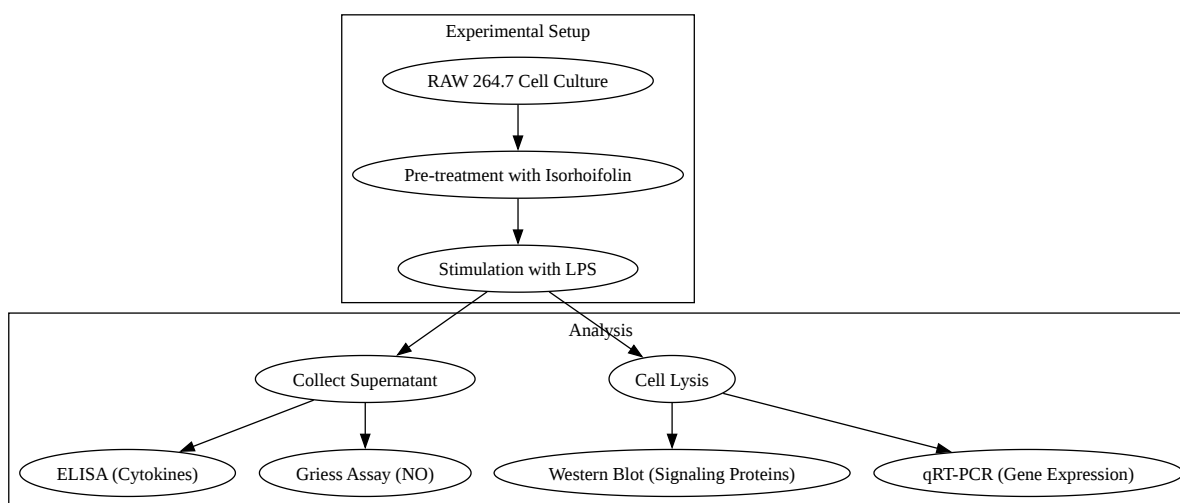 Experimental Setup
RAW 264.7 Cell Culture
Pre-treatment with Isorhoifolin
Stimulation with LPS
Analysis
Collect Supernatant
Cell Lysis
ELISA (Cytokines)
Griess Assay (NO)
Western Blot (Signaling Proteins)
qRT-PCR (Gene Expression)